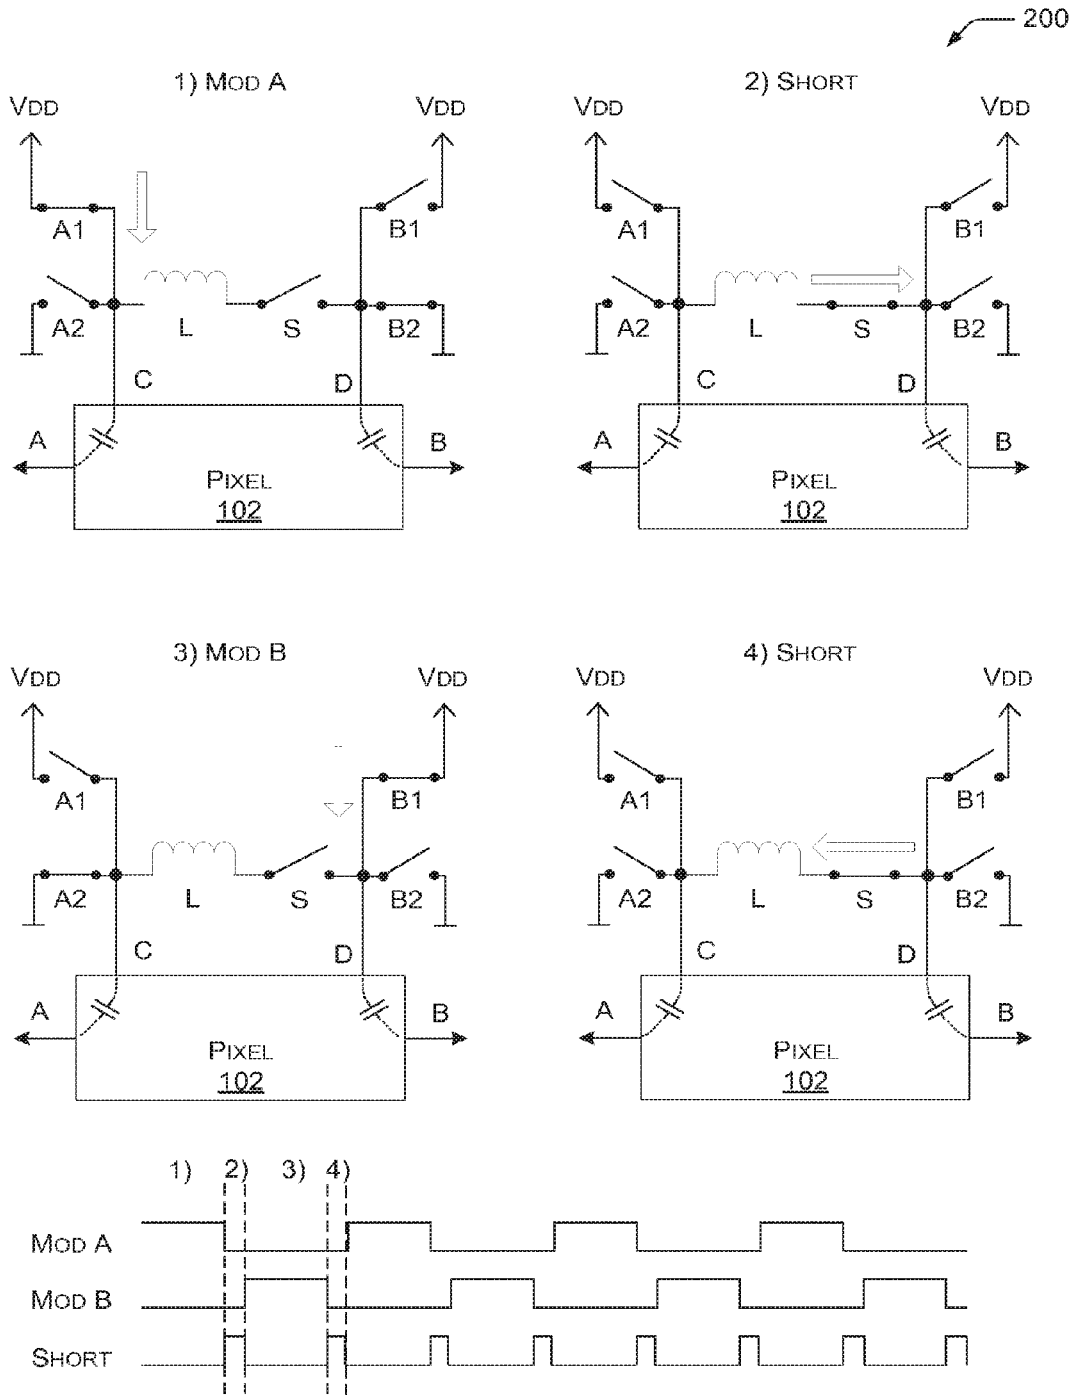 200
1) MOD A
VDD VDD
A1 B1
A2 L S B2
C D
A B
PIXEL
102
2) SHORT
VDD VDD
A1 B1
A2 L S B2
C D
A B
PIXEL
102
3) MOD B
VDD VDD
A1 B1
A2 L S B2
C D
A B
PIXEL
102
4) SHORT
VDD VDD
A1 B1
A2 L S B2
C D
A B
PIXEL
102
1) 2) 3) 4)
MOD A
MOD B
SHORT